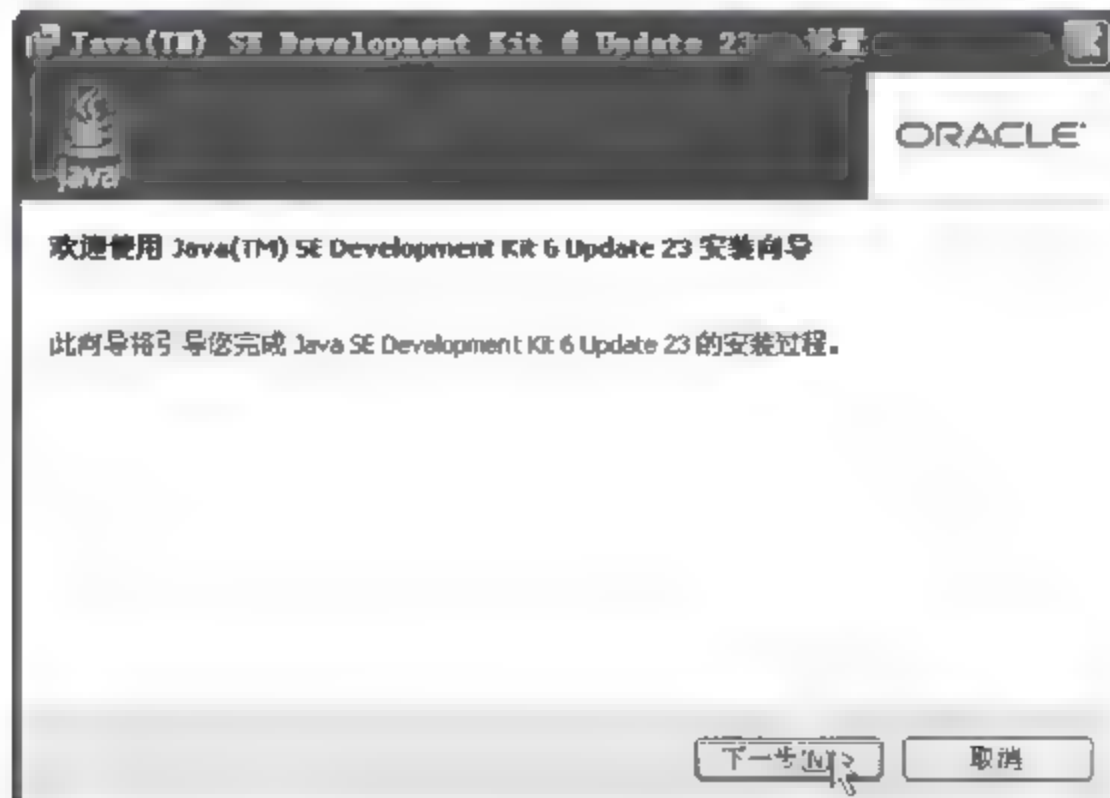 Java(TM) SE Development Kit 6 Update 23 - 设置
Java
ORACLE
欢迎使用 Java(TM) SE Development Kit 6 Update 23 安装向导
此向导将引导您完成 Java SE Development Kit 6 Update 23 的安装过程。
下一步(N) >
取消